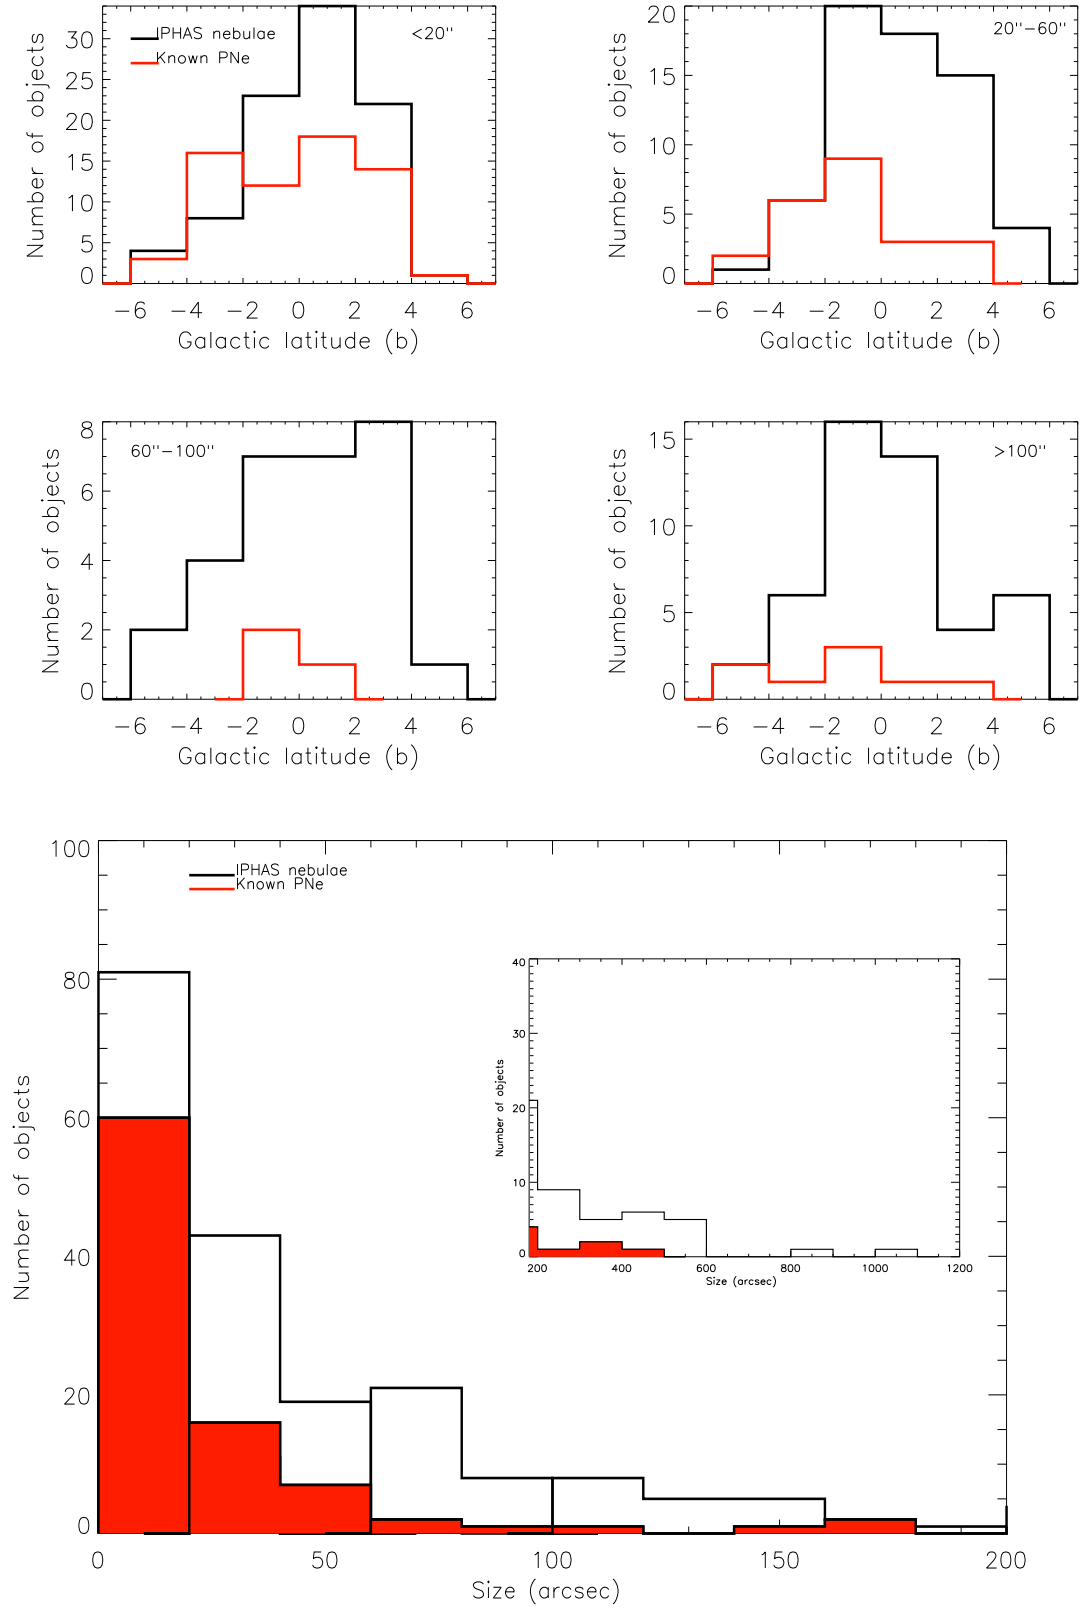 IPHAS nebulae
Known PNe
<20"
30
25
20
15
10
5
0
Number of objects
−6 −4 −2 0 2 4 6
Galactic latitude (b)
20"−60"
20
15
10
5
0
Number of objects
−6 −4 −2 0 2 4 6
Galactic latitude (b)
60"−100"
8
6
4
2
0
Number of objects
−6 −4 −2 0 2 4 6
Galactic latitude (b)
>100"
15
10
5
0
Number of objects
−6 −4 −2 0 2 4 6
Galactic latitude (b)
IPHAS nebulae
Known PNe
100
80
60
40
20
0
Number of objects
0 50 100 150 200
Size (arcsec)
40
30
20
10
0
Number of objects
200 400 600 800 1000 1200
Size (arcsec)